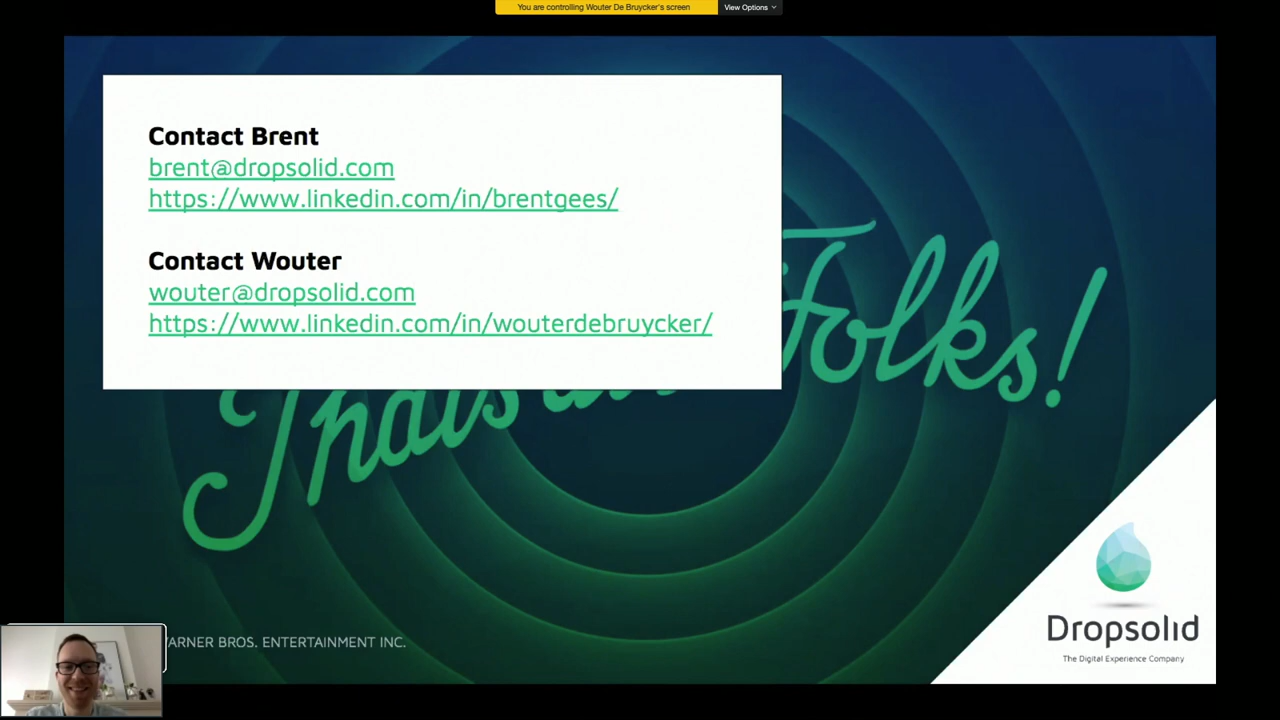 You are controlling Wouter De Bruycker's screen
View Options
Contact Brent
brent@dropsolid.com
https://www.linkedin.com/in/brentgees/
Contact Wouter
wouter@dropsolid.com
https://www.linkedin.com/in/wouterdebruycker/
Thats Folks!
WARNER BROS. ENTERTAINMENT INC.
Dropsolid
The Digital Experience Company